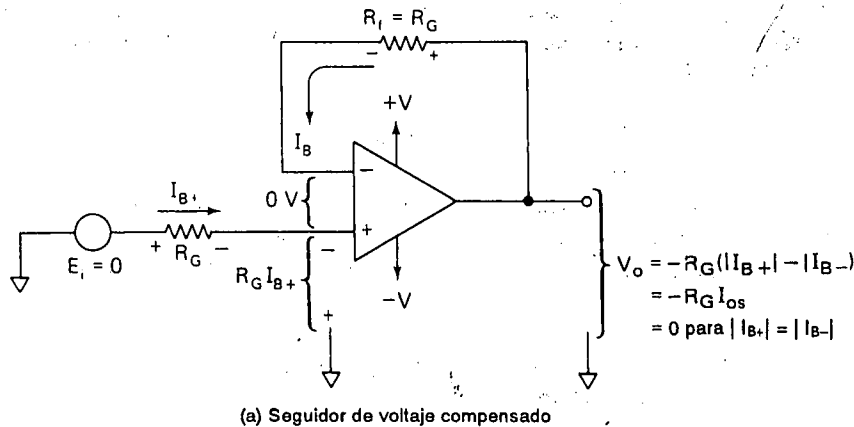 R_f = R_G
− +
+V
I_B
I_B+
0 V
−
+
+ −
R_G
E_i = 0
−
R_G I_B+
+
−V
V_o = −R_G(|I_B+| − |I_B−|)
= −R_G I_os
= 0 para | I_B+| = | I_B−|
(a) Seguidor de voltaje compensado